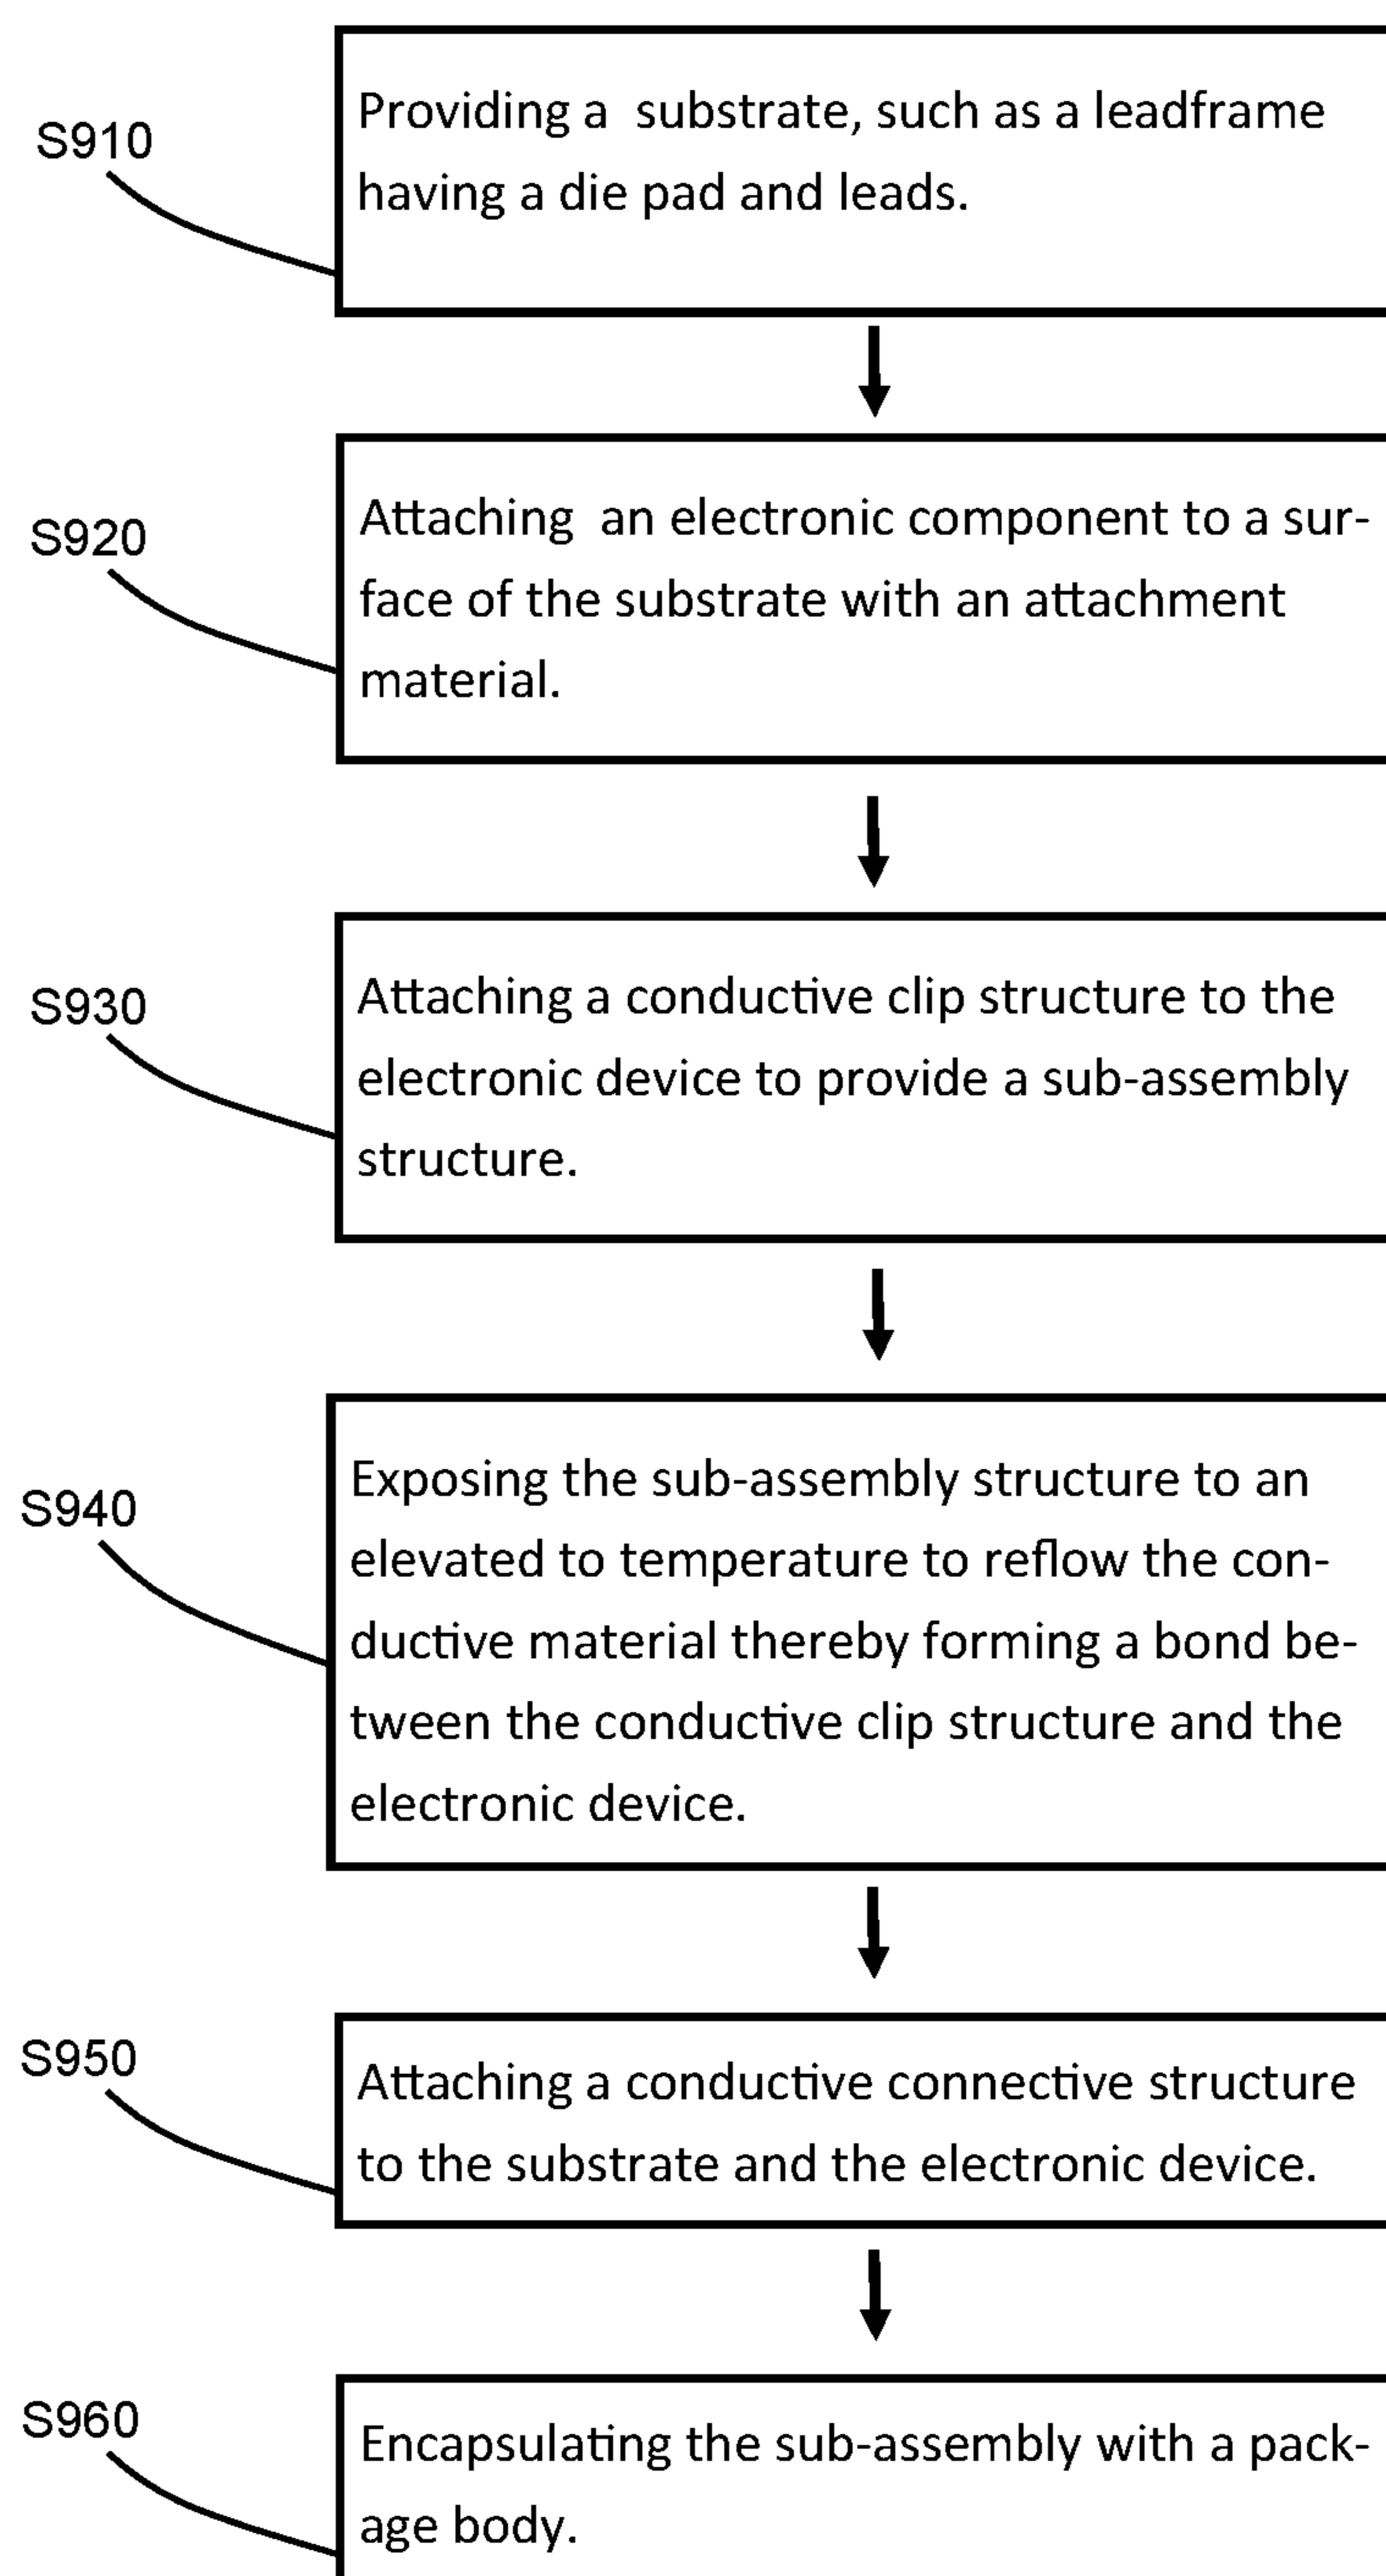 S910
Providing a  substrate, such as a leadframe
having a die pad and leads.
S920
Attaching  an electronic component to a sur-
face of the substrate with an attachment
material.
S930
Attaching a conductive clip structure to the
electronic device to provide a sub-assembly
structure.
S940
Exposing the sub-assembly structure to an
elevated to temperature to reflow the con-
ductive material thereby forming a bond be-
tween the conductive clip structure and the
electronic device.
S950
Attaching a conductive connective structure
to the substrate and the electronic device.
S960
Encapsulating the sub-assembly with a pack-
age body.